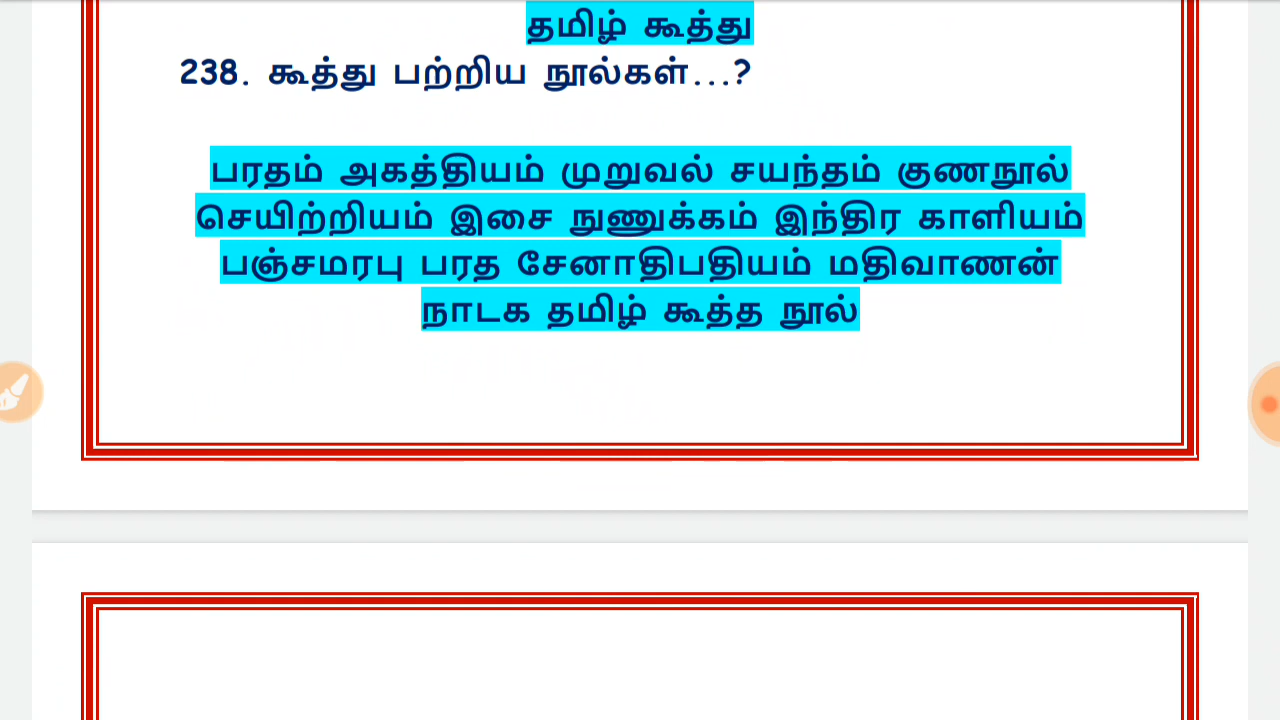 தமிழ் கூத்து
238. கூத்து பற்றிய நூல்கள்...?
பரதம் அகத்தியம் முறுவல் சயந்தம் குணநூல்
செயிற்றியம் இசை நுணுக்கம் இந்திர காளியம்
பஞ்சமரபு பரத சேனாதிபதியம் மதிவாணன்
நாடக தமிழ் கூத்த நூல்